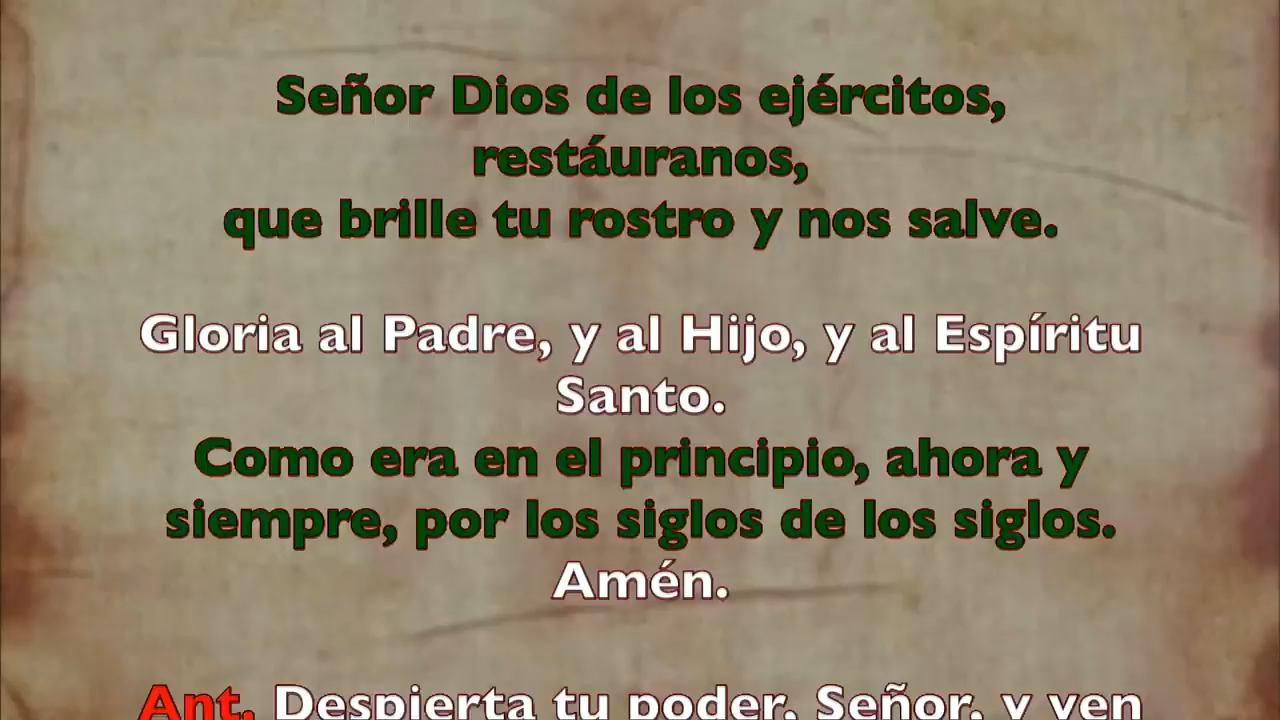 Señor Dios de los ejércitos,
restáuranos,
que brille tu rostro y nos salve.
Gloria al Padre, y al Hijo, y al Espíritu
Santo.
Como era en el principio, ahora y
siempre, por los siglos de los siglos.
Amén.
Ant. Despierta tu poder, Señor, y ven